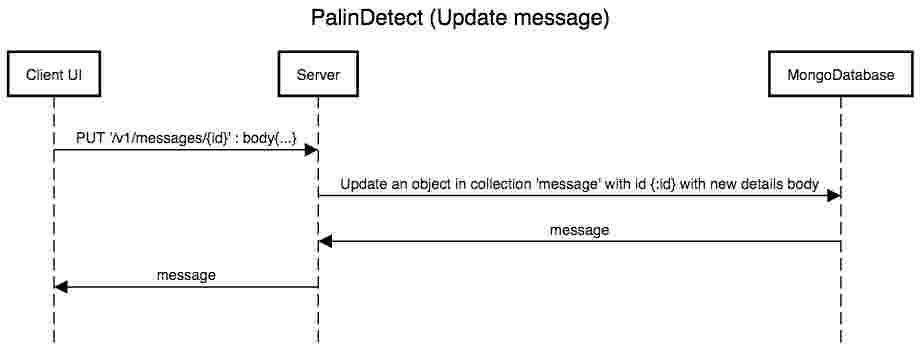 PalinDetect (Update message)
Client UI
Server
MongoDatabase
PUT '/v1/messages/{id}' : body{...}
Update an object in collection 'message' with id {:id} with new details body
message
message